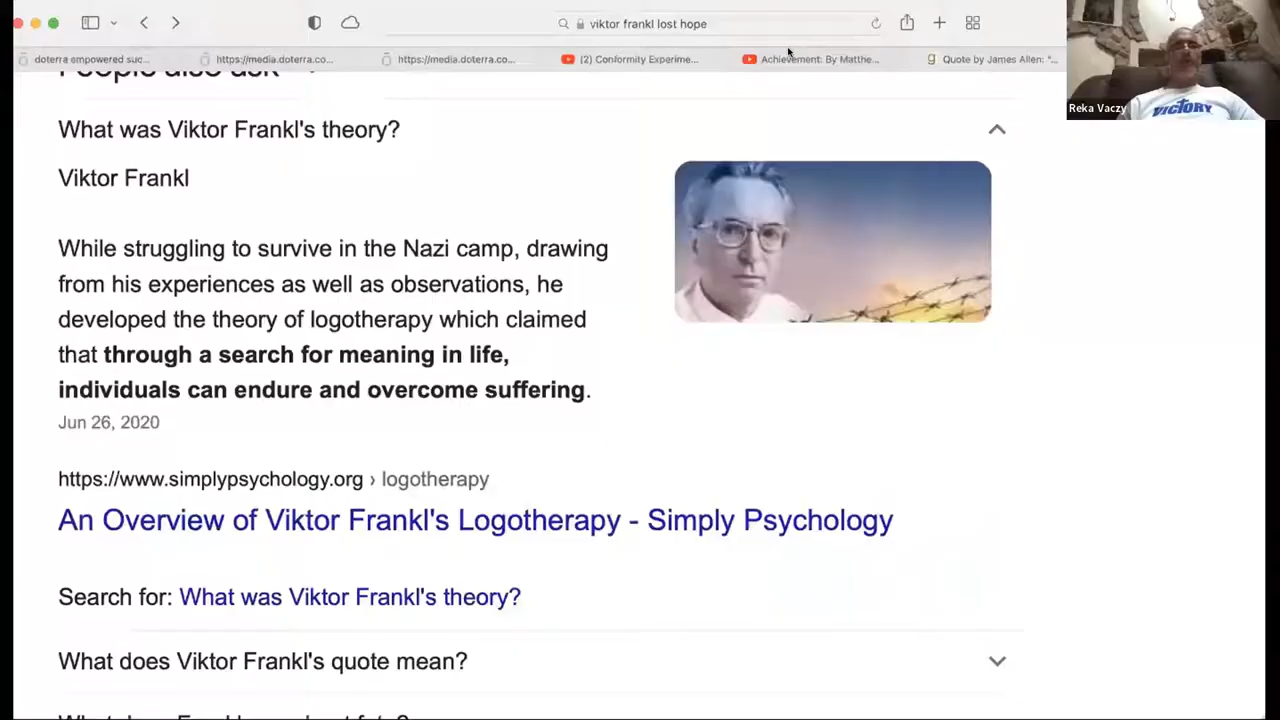 viktor frankl lost hope
doterra empowered suc...
https://media.doterra.co...
https://media.doterra.co...
(2) Conformity Experime...
Achievement: By Matthe...
Quote by James Allen: "...
Reka Vaczy
VICTORY
People also ask
What was Viktor Frankl's theory?
Viktor Frankl
While struggling to survive in the Nazi camp, drawing
from his experiences as well as observations, he
developed the theory of logotherapy which claimed
that through a search for meaning in life,
individuals can endure and overcome suffering.
Jun 26, 2020
https://www.simplypsychology.org › logotherapy
An Overview of Viktor Frankl's Logotherapy - Simply Psychology
Search for: What was Viktor Frankl's theory?
What does Viktor Frankl's quote mean?